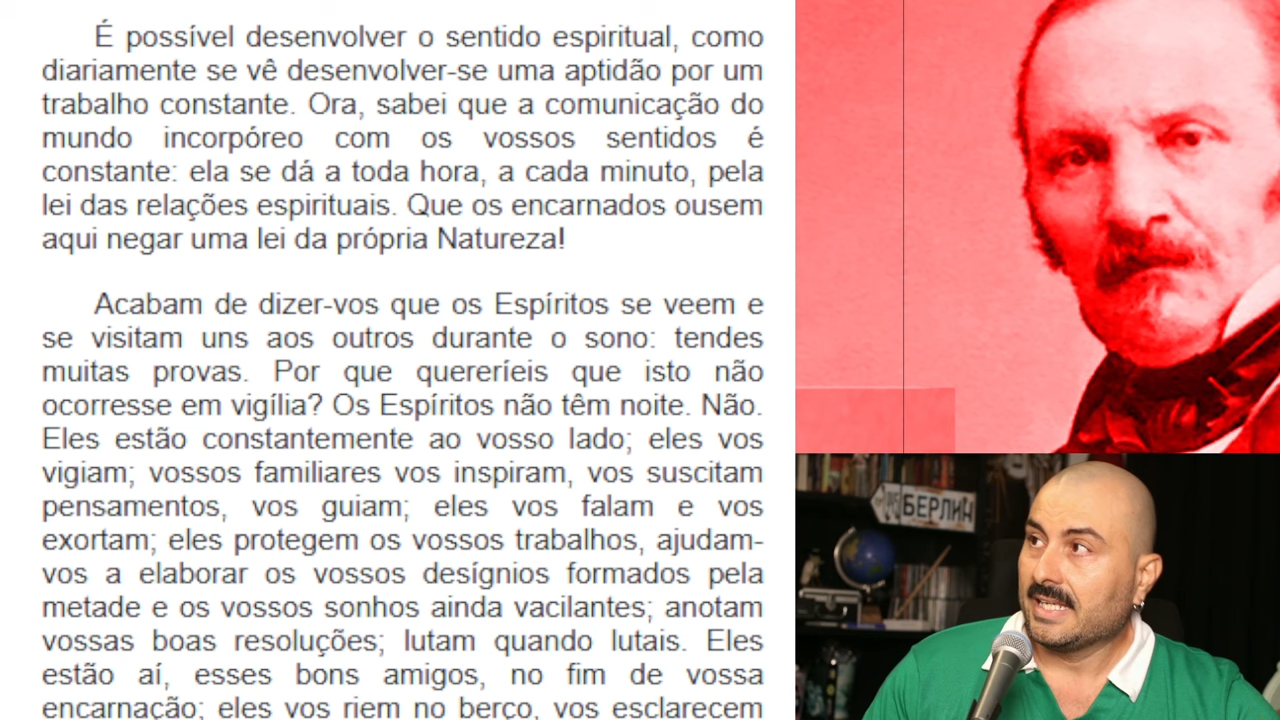 É possível desenvolver o sentido espiritual, como
diariamente se vê desenvolver-se uma aptidão por um
trabalho constante. Ora, sabei que a comunicação do
mundo incorpóreo com os vossos sentidos é
constante: ela se dá a toda hora, a cada minuto, pela
lei das relações espirituais. Que os encarnados ousem
aqui negar uma lei da própria Natureza!
Acabam de dizer-vos que os Espíritos se veem e
se visitam uns aos outros durante o sono: tendes
muitas provas. Por que quereríeis que isto não
ocorresse em vigília? Os Espíritos não têm noite. Não.
Eles estão constantemente ao vosso lado; eles vos
vigiam; vossos familiares vos inspiram, vos suscitam
pensamentos, vos guiam; eles vos falam e vos
exortam; eles protegem os vossos trabalhos, ajudam-
vos a elaborar os vossos desígnios formados pela
metade e os vossos sonhos ainda vacilantes; anotam
vossas boas resoluções; lutam quando lutais. Eles
estão aí, esses bons amigos, no fim de vossa
encarnação; eles vos riem no berço, vos esclarecem
БЕРЛИН